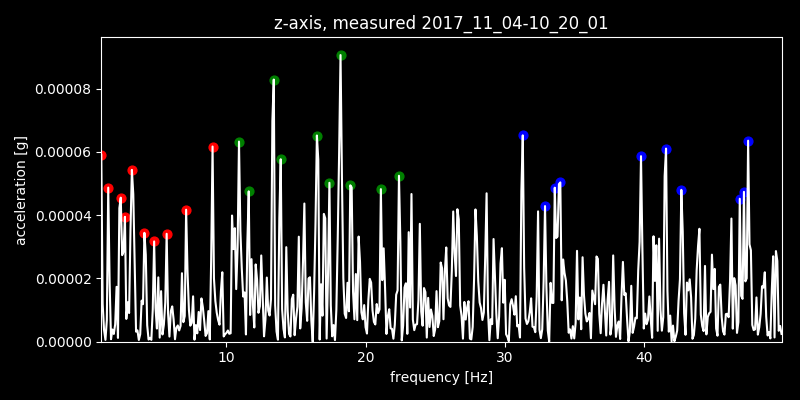 z-axis, measured 2017_11_04-10_20_01
acceleration [g]
0.00008
0.00006
0.00004
0.00002
0.00000
10 20 30 40
frequency [Hz]